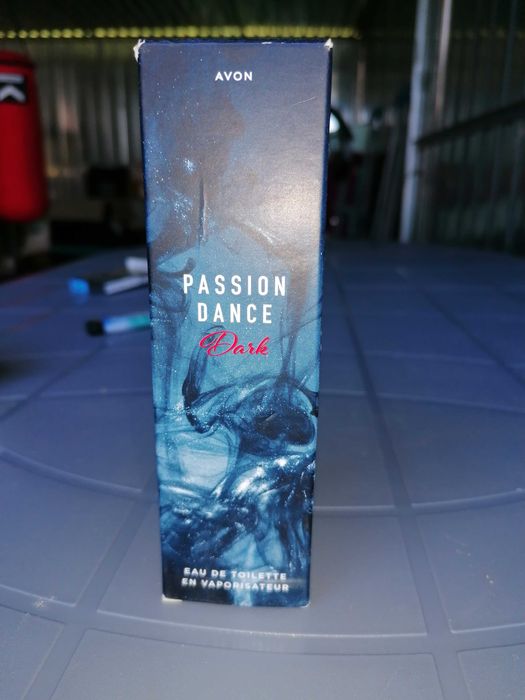 AVON
PASSION
DANCE
Dark
EAU DE TOILETTE
EN VAPORISATEUR